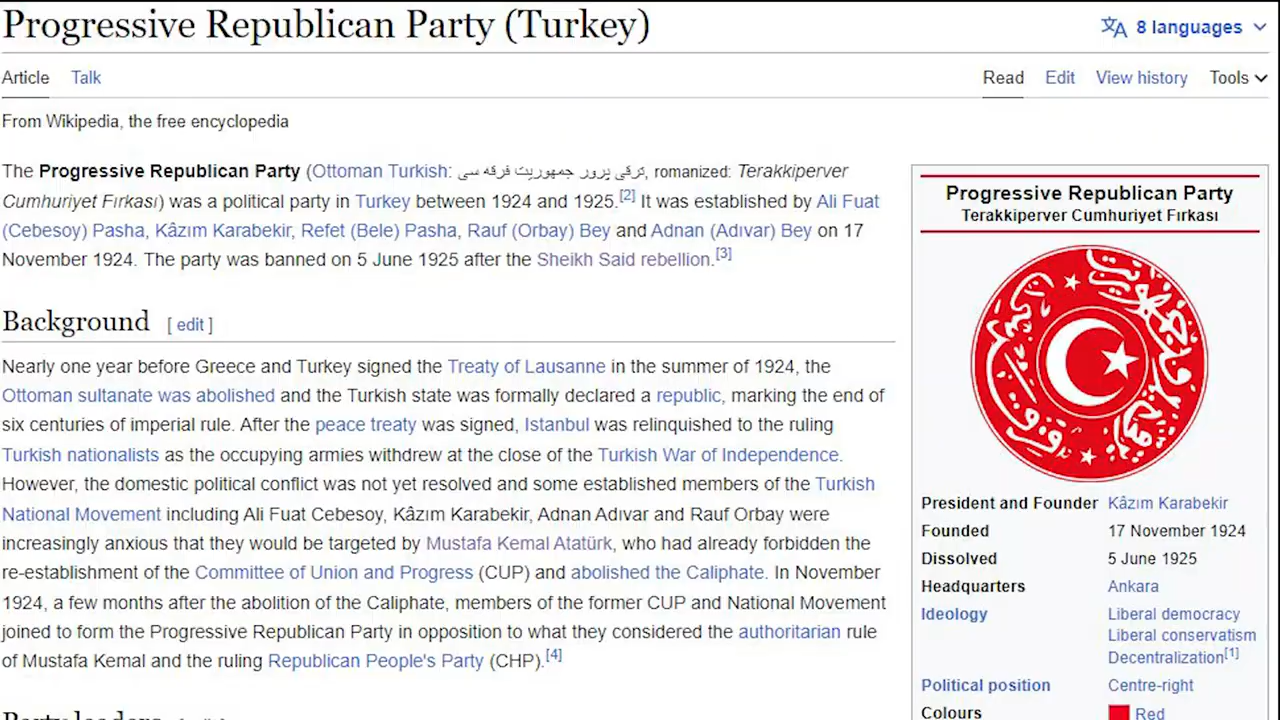 Progressive Republican Party (Turkey)
8 languages
Article Talk
Read Edit View history Tools
From Wikipedia, the free encyclopedia
The Progressive Republican Party (Ottoman Turkish: ترقی پرور جمهوریت فرقه سی, romanized: Terakkiperver
Cumhuriyet Fırkası) was a political party in Turkey between 1924 and 1925.[2] It was established by Ali Fuat
(Cebesoy) Pasha, Kâzım Karabekir, Refet (Bele) Pasha, Rauf (Orbay) Bey and Adnan (Adıvar) Bey on 17
November 1924. The party was banned on 5 June 1925 after the Sheikh Said rebellion.[3]
Background [ edit ]
Nearly one year before Greece and Turkey signed the Treaty of Lausanne in the summer of 1924, the
Ottoman sultanate was abolished and the Turkish state was formally declared a republic, marking the end of
six centuries of imperial rule. After the peace treaty was signed, Istanbul was relinquished to the ruling
Turkish nationalists as the occupying armies withdrew at the close of the Turkish War of Independence.
However, the domestic political conflict was not yet resolved and some established members of the Turkish
National Movement including Ali Fuat Cebesoy, Kâzım Karabekir, Adnan Adıvar and Rauf Orbay were
increasingly anxious that they would be targeted by Mustafa Kemal Atatürk, who had already forbidden the
re-establishment of the Committee of Union and Progress (CUP) and abolished the Caliphate. In November
1924, a few months after the abolition of the Caliphate, members of the former CUP and National Movement
joined to form the Progressive Republican Party in opposition to what they considered the authoritarian rule
of Mustafa Kemal and the ruling Republican People's Party (CHP).[4]
Progressive Republican Party
Terakkiperver Cumhuriyet Fırkası
President and Founder Kâzım Karabekir
Founded 17 November 1924
Dissolved 5 June 1925
Headquarters Ankara
Ideology Liberal democracy
Liberal conservatism
Decentralization[1]
Political position Centre-right
Colours Red